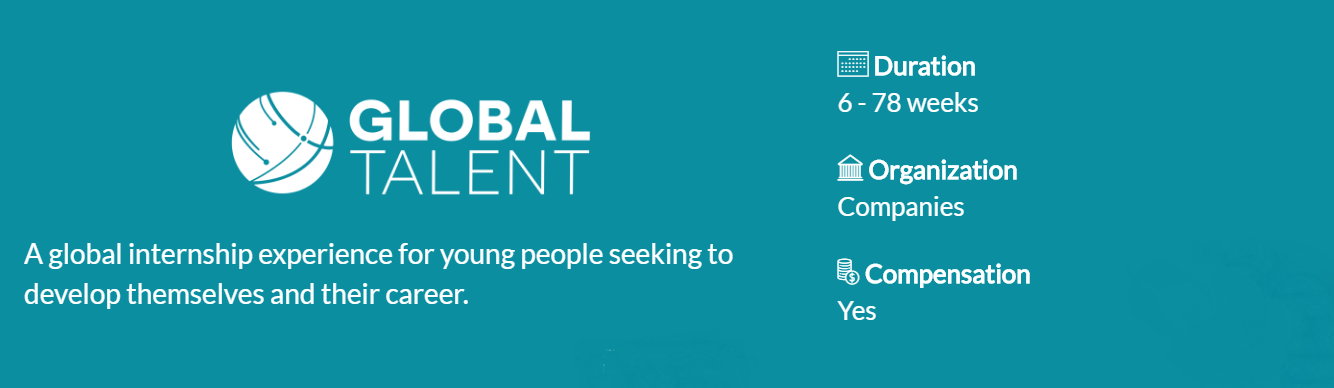 GLOBAL
TALENT
A global internship experience for young people seeking to
develop themselves and their career.
Duration
6 - 78 weeks
Organization
Companies
Compensation
Yes